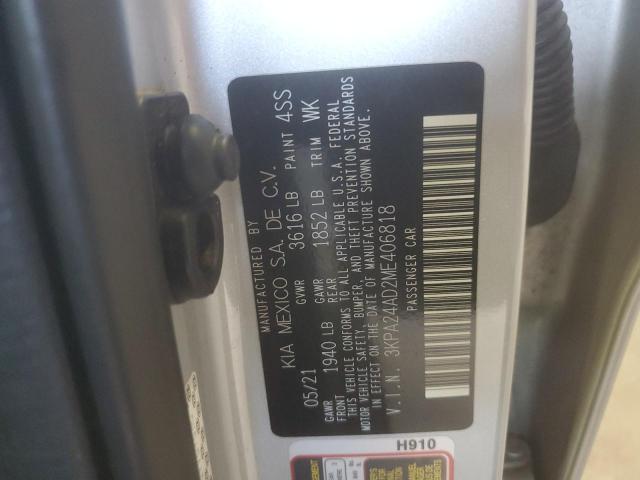 MANUFACTURED BY
KIA MEXICO S.A. DE C.V.
05/21 GVWR 3616 LB PAINT 4SS
GAWR FRONT 1940 LB GAWR REAR 1852 LB TRIM WK
THIS VEHICLE CONFORMS TO ALL APPLICABLE U.S.A. FEDERAL
MOTOR VEHICLE SAFETY, BUMPER, AND THEFT PREVENTION STANDARDS
IN EFFECT ON THE DATE OF MANUFACTURE SHOWN ABOVE.
V.I.N. 3KPA24AD2ME406818
PASSENGER CAR
H910